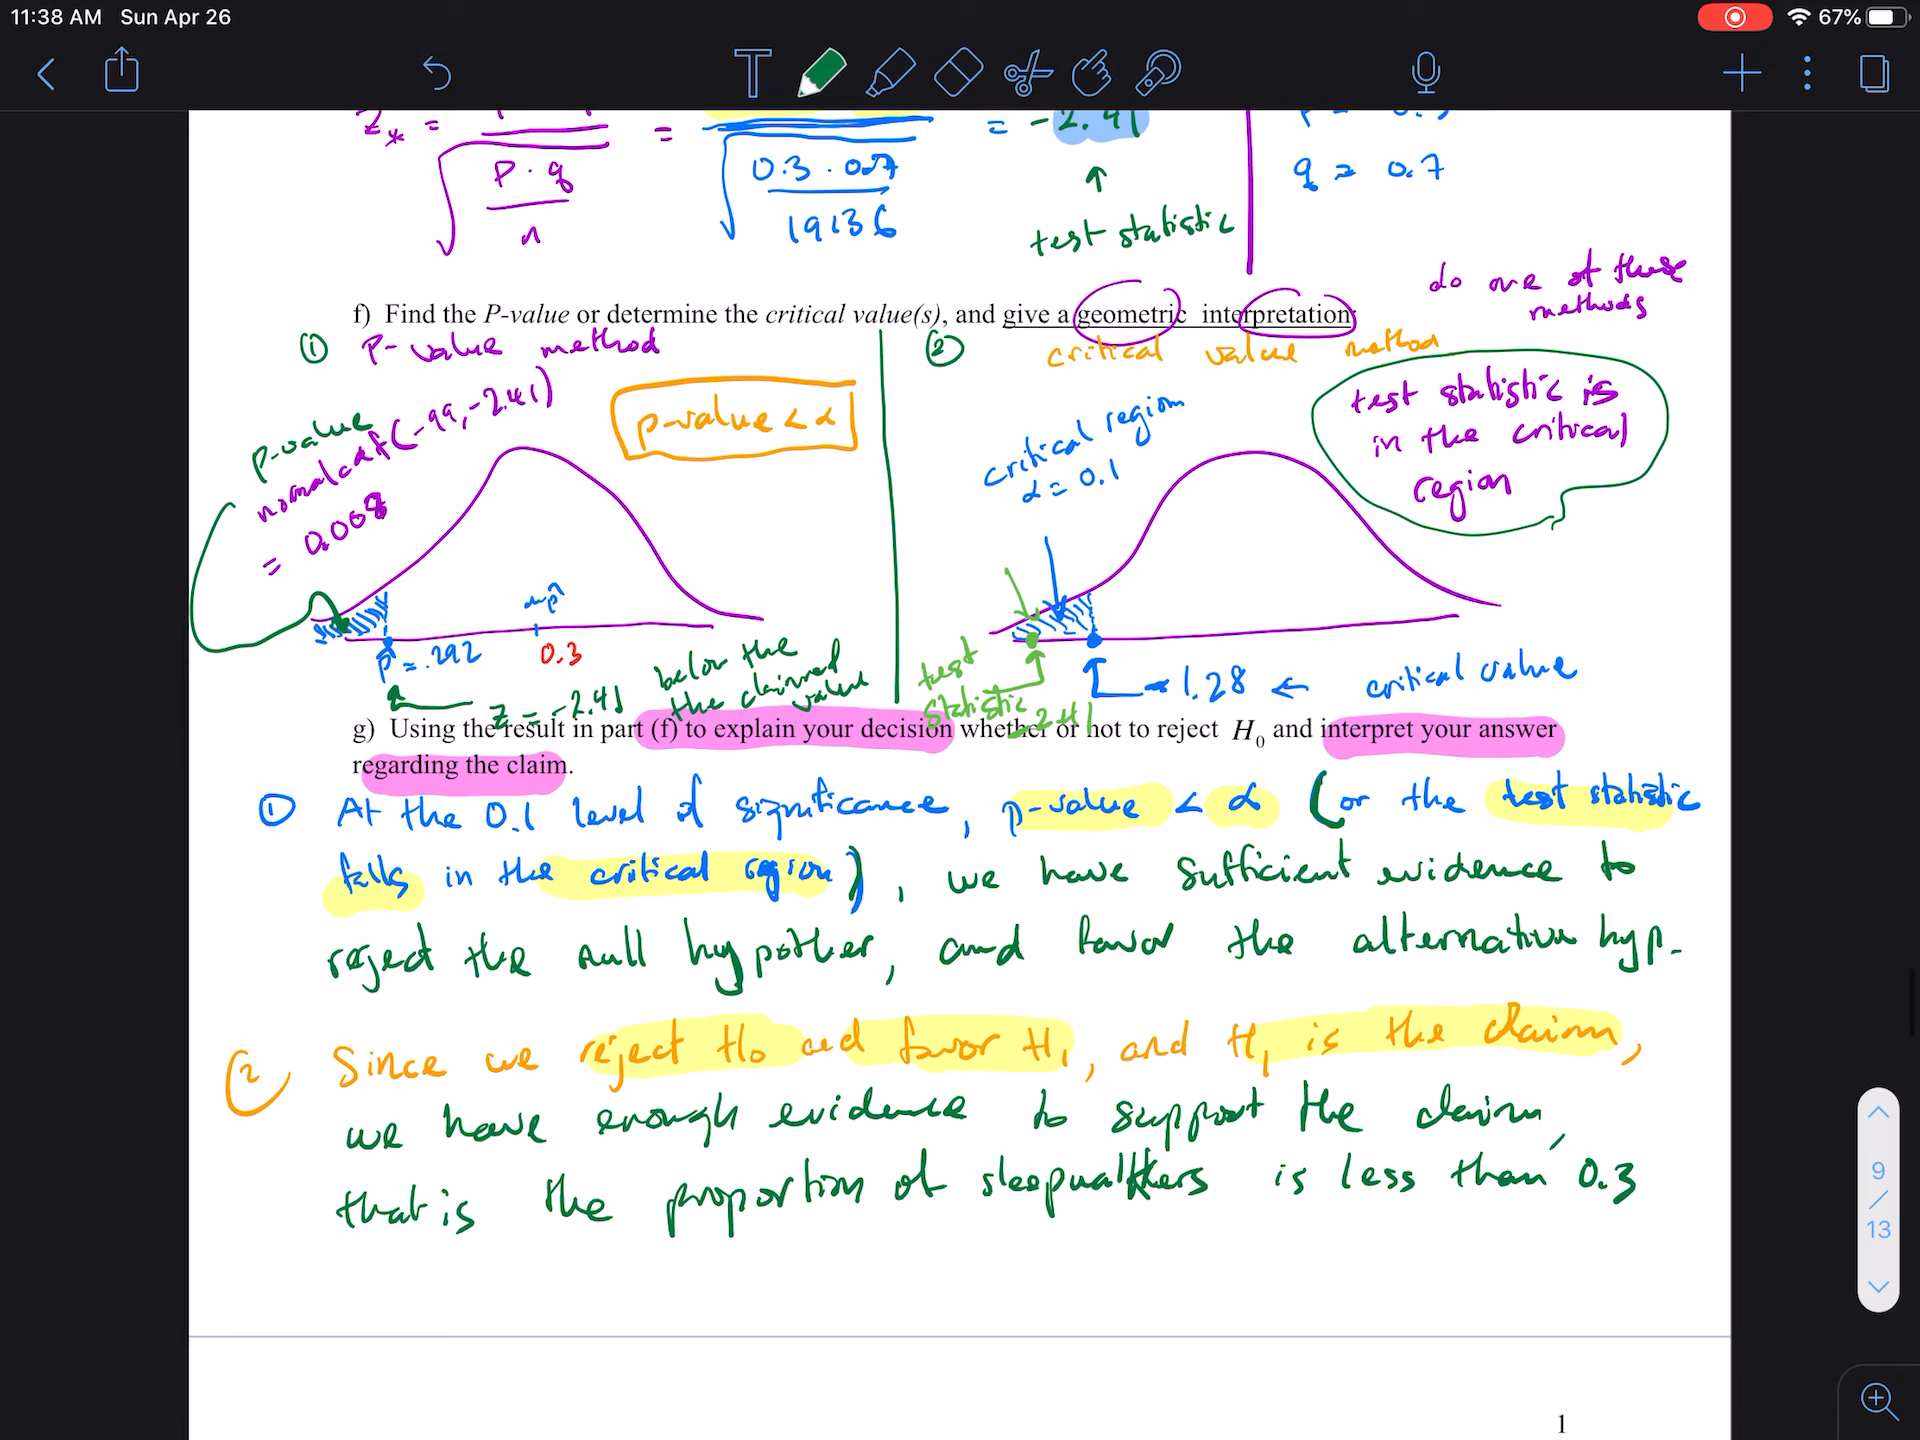 11:38 AM Sun Apr 26
67%
Z* = = = -2.41
P · q 0.3 · 0.7 q = 0.7
n 19136
test statistic
do one of these
methods
f) Find the P-value or determine the critical value(s), and give a geometric interpretation:
① P-value method ② critical value method
p-value
normalcdf(-99, -2.41)
= 0.008
p-value < α
critical region
α = 0.1
test statistic is
in the critical
region
p̂ = .292
0.3
z = -2.41
below the
the claimed
value
test
statistic
-2.41
-1.28 ← critical value
g) Using the result in part (f) to explain your decision whether or not to reject H₀ and interpret your answer
regarding the claim.
① At the 0.1 level of significance, p-value < α (or the test statistic
falls in the critical region), we have sufficient evidence to
reject the null hypother, and favor the alternative hyp.
② Since we reject H₀ and favor H₁, and H₁ is the claim,
we have enough evidence to support the claim,
that is the proportion of sleepwalkers is less than 0.3
9
/
13
1